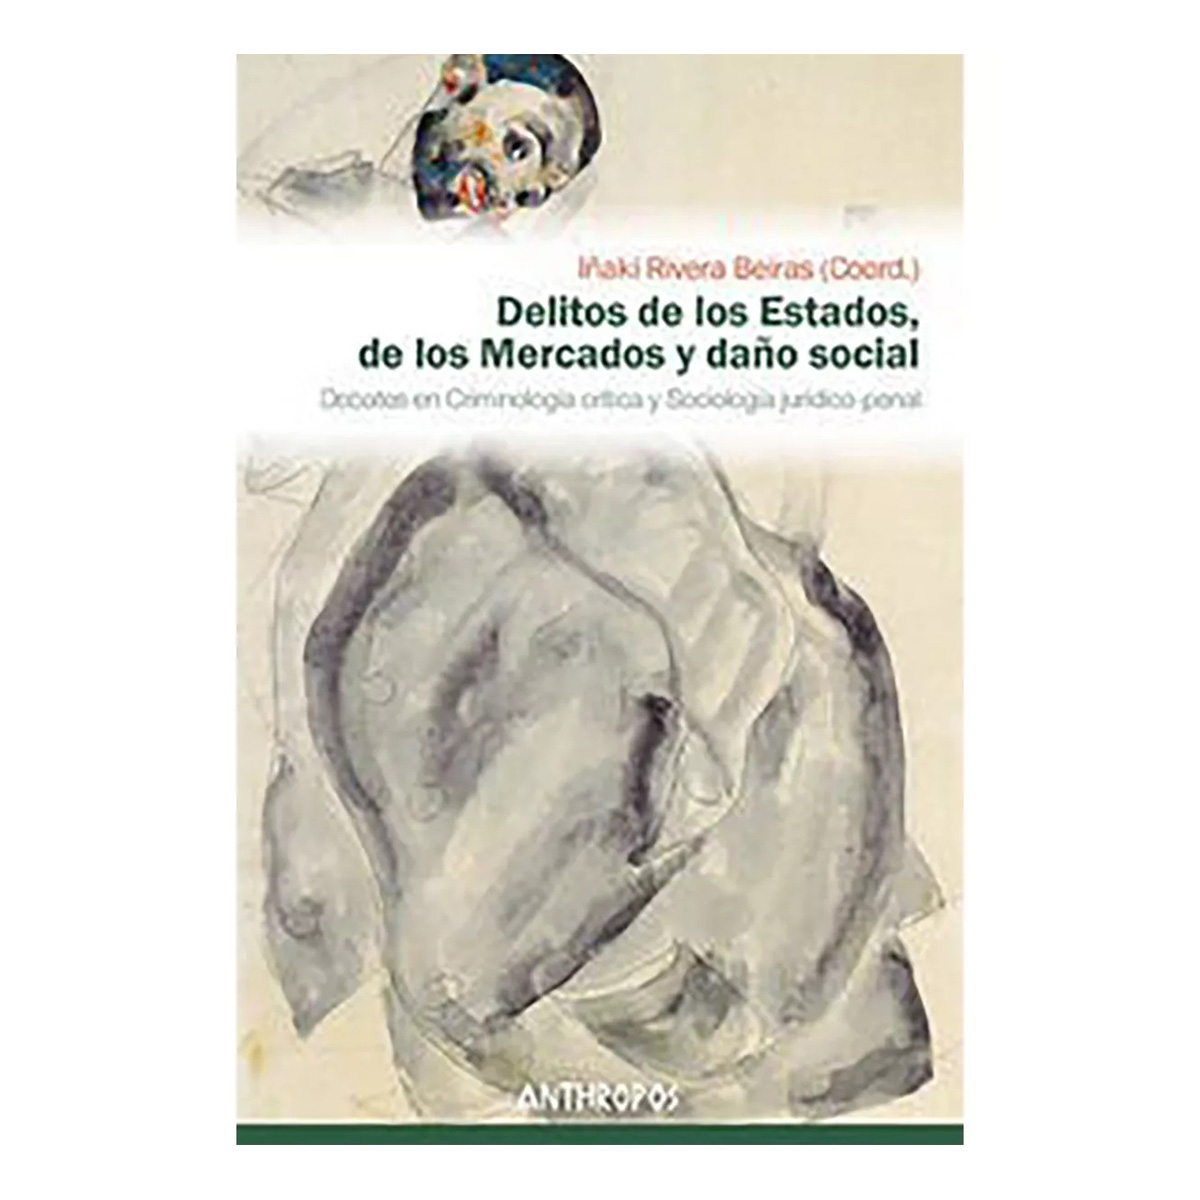 Iñaki Rivera Beiras (Coord.)
Delitos de los Estados,
de los Mercados y daño social
Debates en Criminología crítica y Sociología jurídico-penal
ANTHROPOS